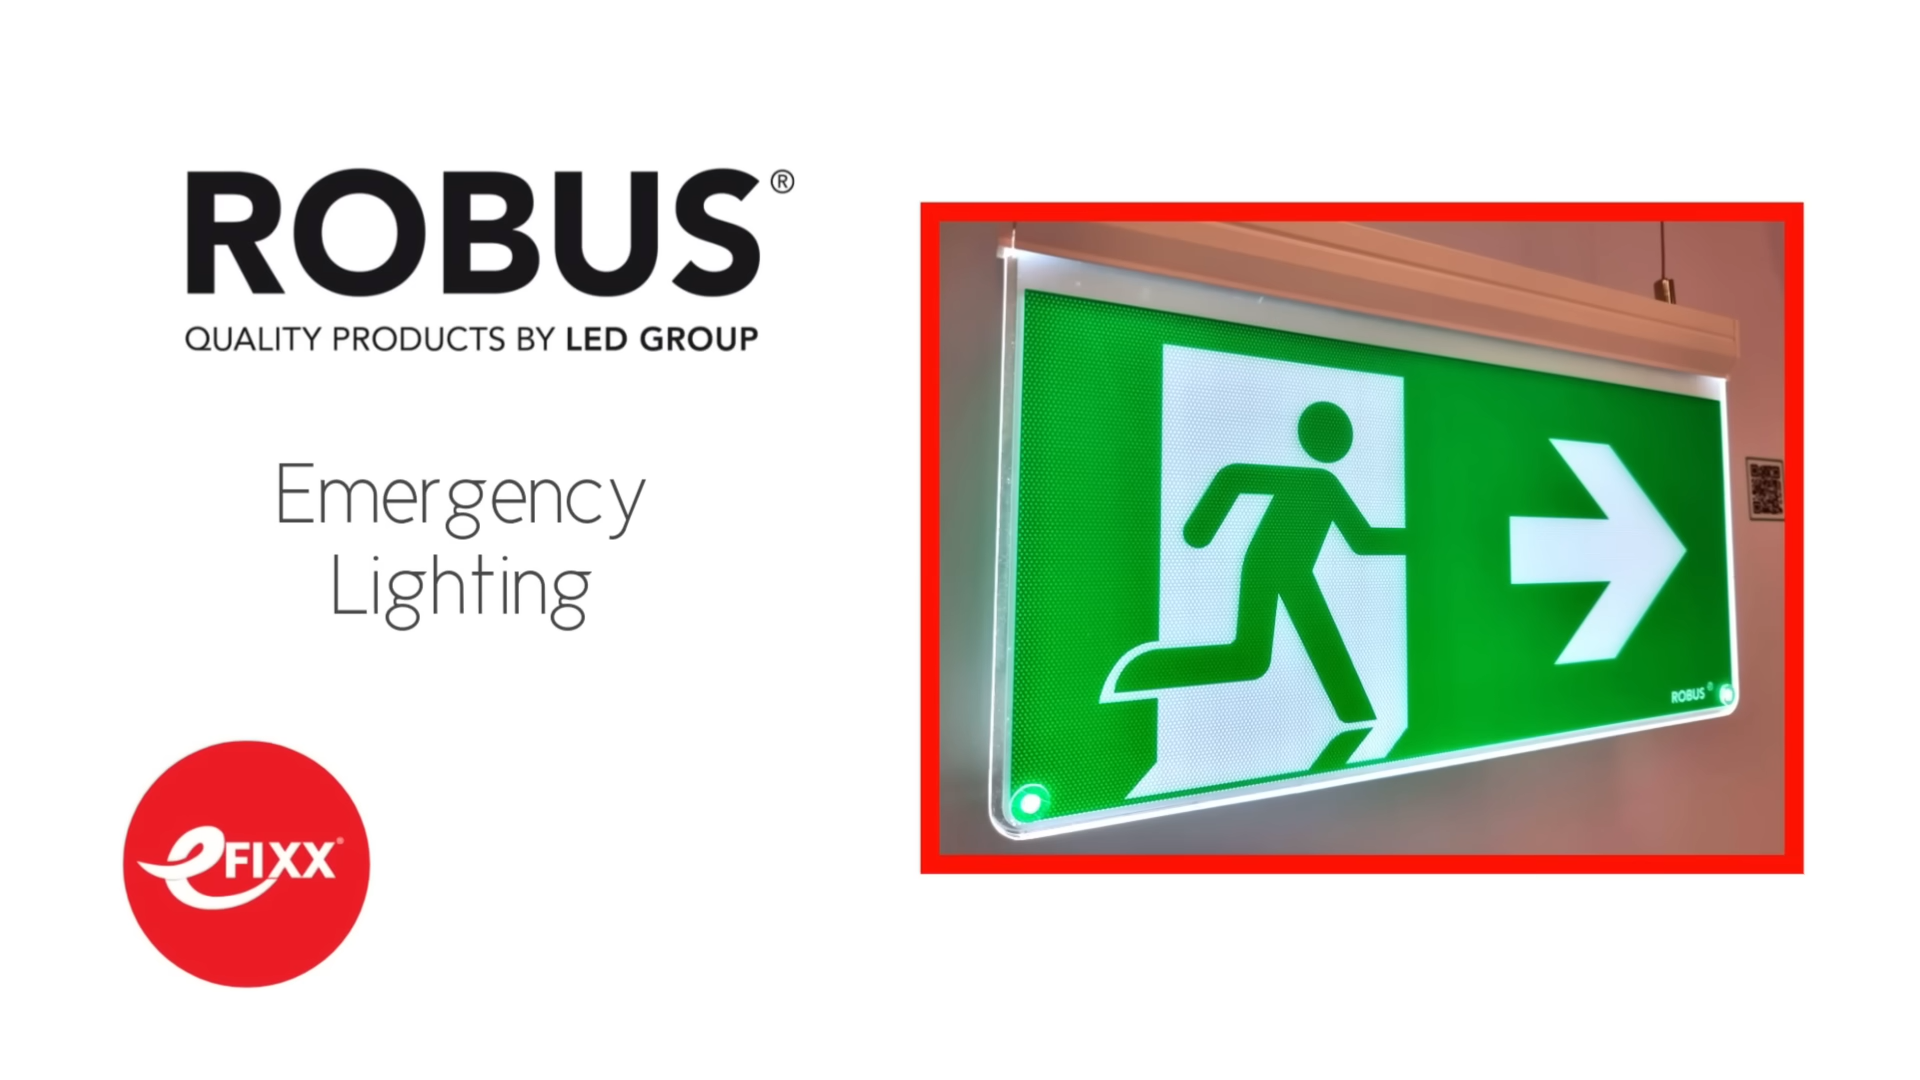 ROBUS®
QUALITY PRODUCTS BY LED GROUP
Emergency
Lighting
eFIXX®
ROBUS®